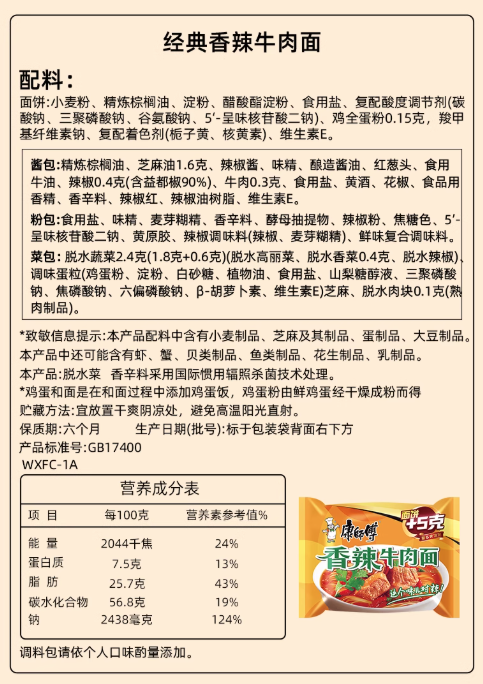 经典香辣牛肉面
配料：
面饼:小麦粉、精炼棕榈油、淀粉、醋酸酯淀粉、食用盐、复配酸度调节剂(碳
酸钠、三聚磷酸钠、谷氨酸钠、5'-呈味核苷酸二钠)、鸡全蛋粉0.15克，羧甲
基纤维素钠、复配着色剂(栀子黄、核黄素)、维生素E。
酱包:精炼棕榈油、芝麻油1.6克、辣椒酱、味精、酿造酱油、红葱头、食用
牛油、辣椒0.4克(含益都椒90%)、牛肉0.3克、食用盐、黄酒、花椒、食品用
香精、香辛料、辣椒红、辣椒油树脂、维生素E。
粉包:食用盐、味精、麦芽糊精、香辛料、酵母抽提物、辣椒粉、焦糖色、5'-
呈味核苷酸二钠、黄原胶、辣椒调味料(辣椒、麦芽糊精)、鲜味复合调味料。
菜包:脱水蔬菜2.4克(1.8克+0.6克)(脱水高丽菜、脱水香菜0.4克、脱水辣椒)、
调味蛋粒(鸡蛋粉、淀粉、白砂糖、植物油、食用盐、山梨糖醇液、三聚磷酸
钠、焦磷酸钠、六偏磷酸钠、β-胡萝卜素、维生素E)芝麻、脱水肉块0.1克(熟
肉制品)。
*致敏信息提示:本产品配料中含有小麦制品、芝麻及其制品、蛋制品、大豆制品。
本产品中还可能含有虾、蟹、贝类制品、鱼类制品、花生制品、乳制品。
本产品:脱水菜 香辛料采用国际惯用辐照杀菌技术处理。
*鸡蛋和面是在和面过程中添加鸡蛋饭，鸡蛋粉由鲜鸡蛋经干燥成粉而得
贮藏方法:宜放置干爽阴凉处，避免高温阳光直射。
保质期:六个月 生产日期(批号):标于包装袋背面右下方
产品标准号:GB17400
WXFC-1A
营养成分表
项 目 每100克 营养素参考值%
能 量 2044千焦 24%
蛋白质 7.5克 13%
脂 肪 25.7克 43%
碳水化合物 56.8克 19%
钠 2438毫克 124%
面饼
+5克
康师傅
香辣牛肉面
这个味儿对辣!
调料包请依个人口味酌量添加。